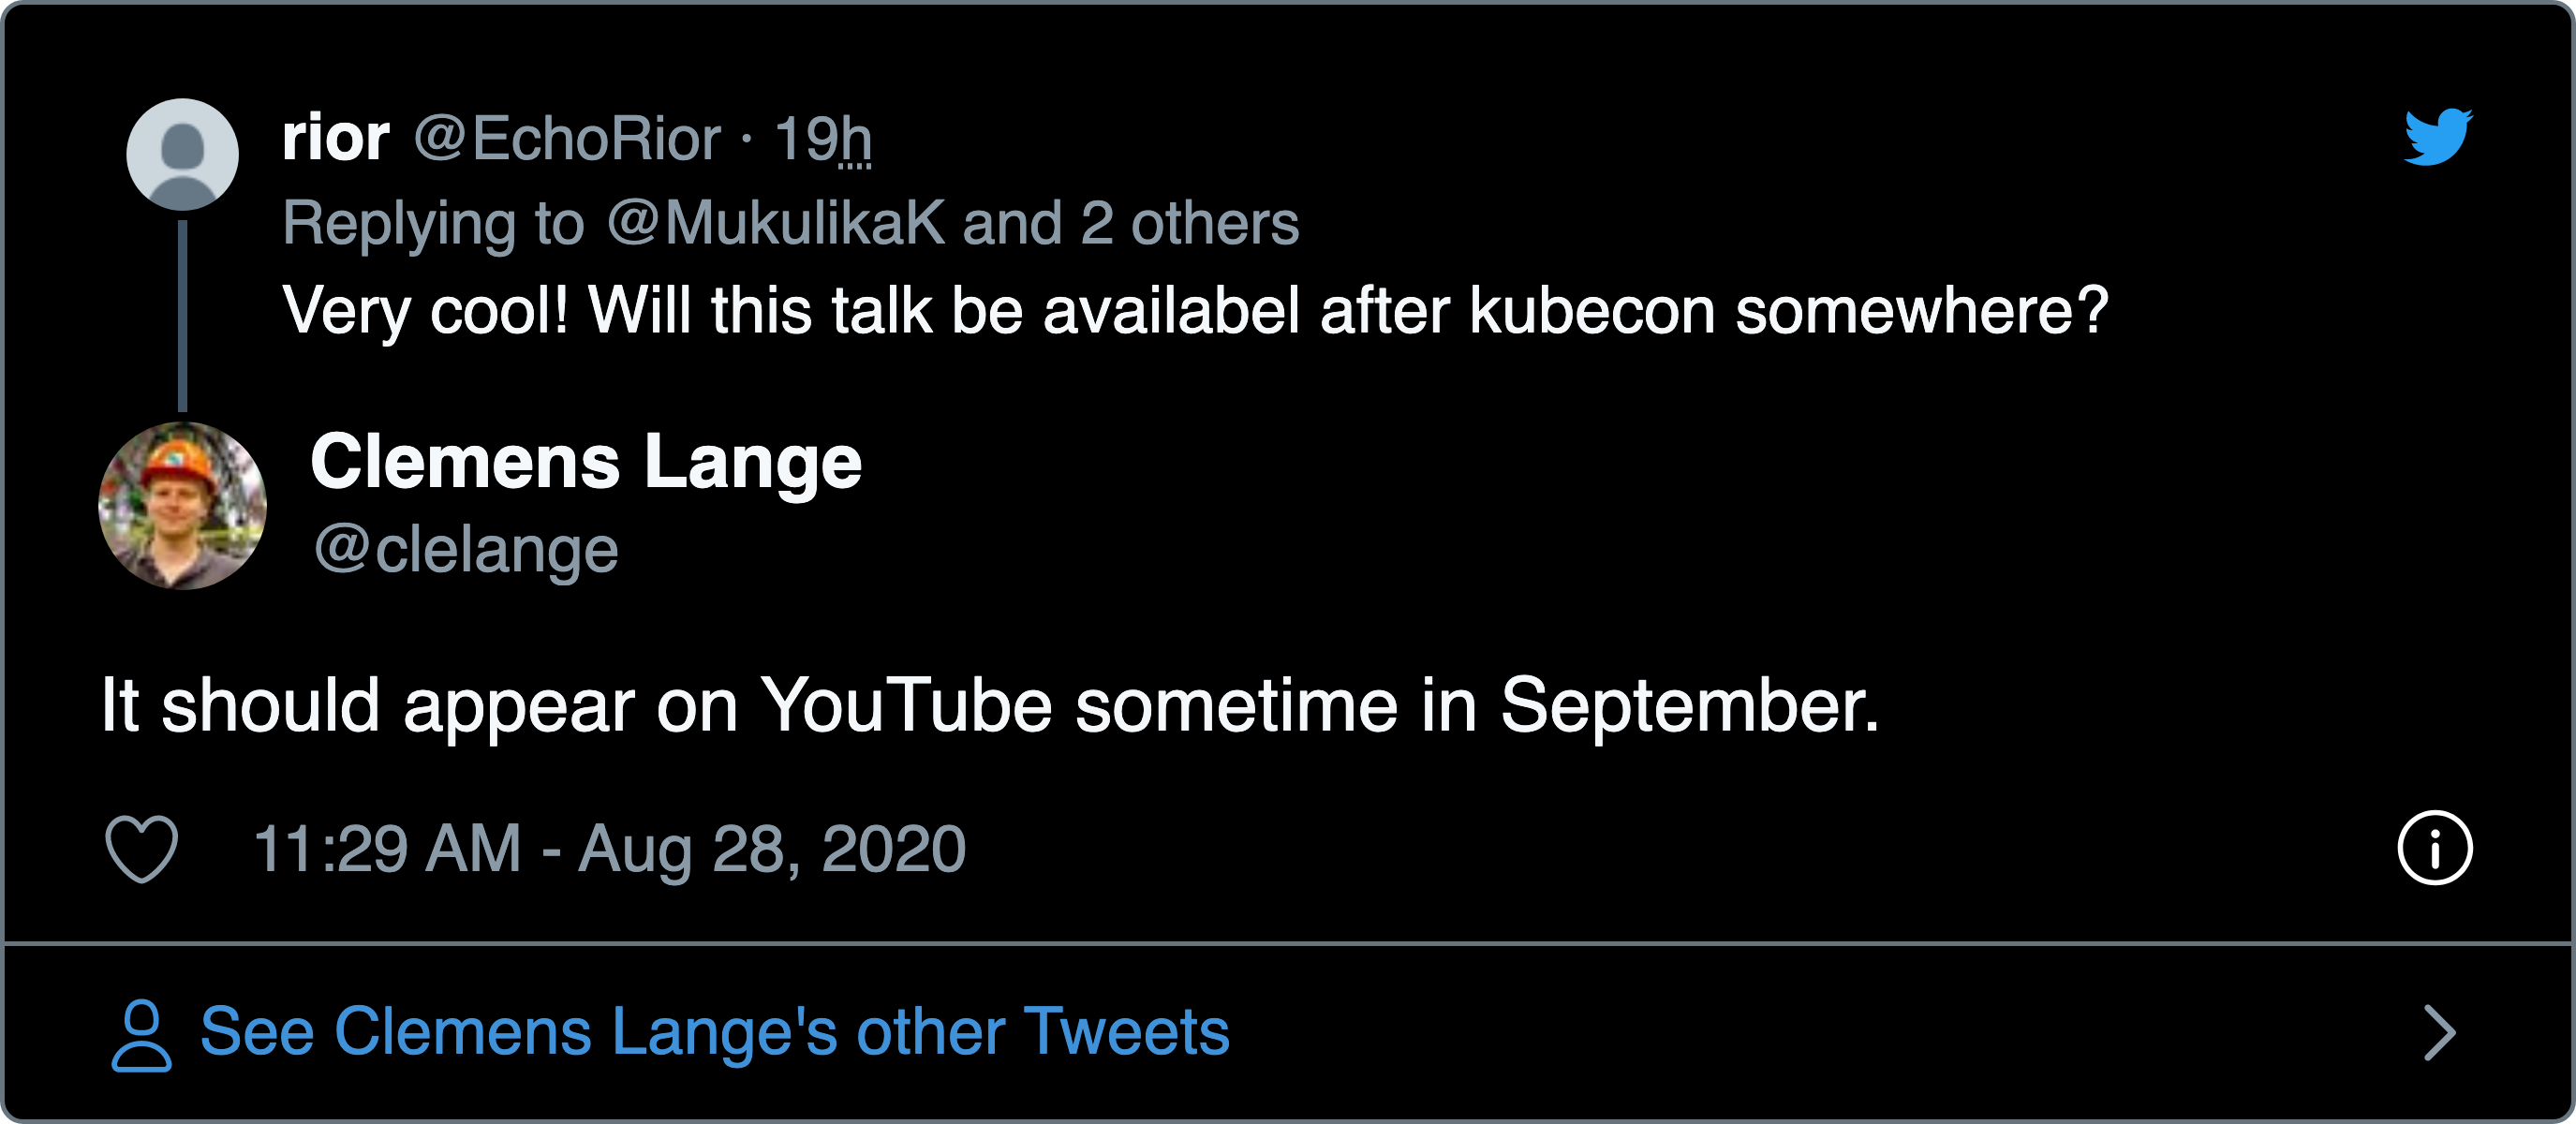 rior @EchoRior · 19h
Replying to @MukulikaK and 2 others
Very cool! Will this talk be availabel after kubecon somewhere?
Clemens Lange
@clelange
It should appear on YouTube sometime in September.
11:29 AM - Aug 28, 2020
See Clemens Lange's other Tweets